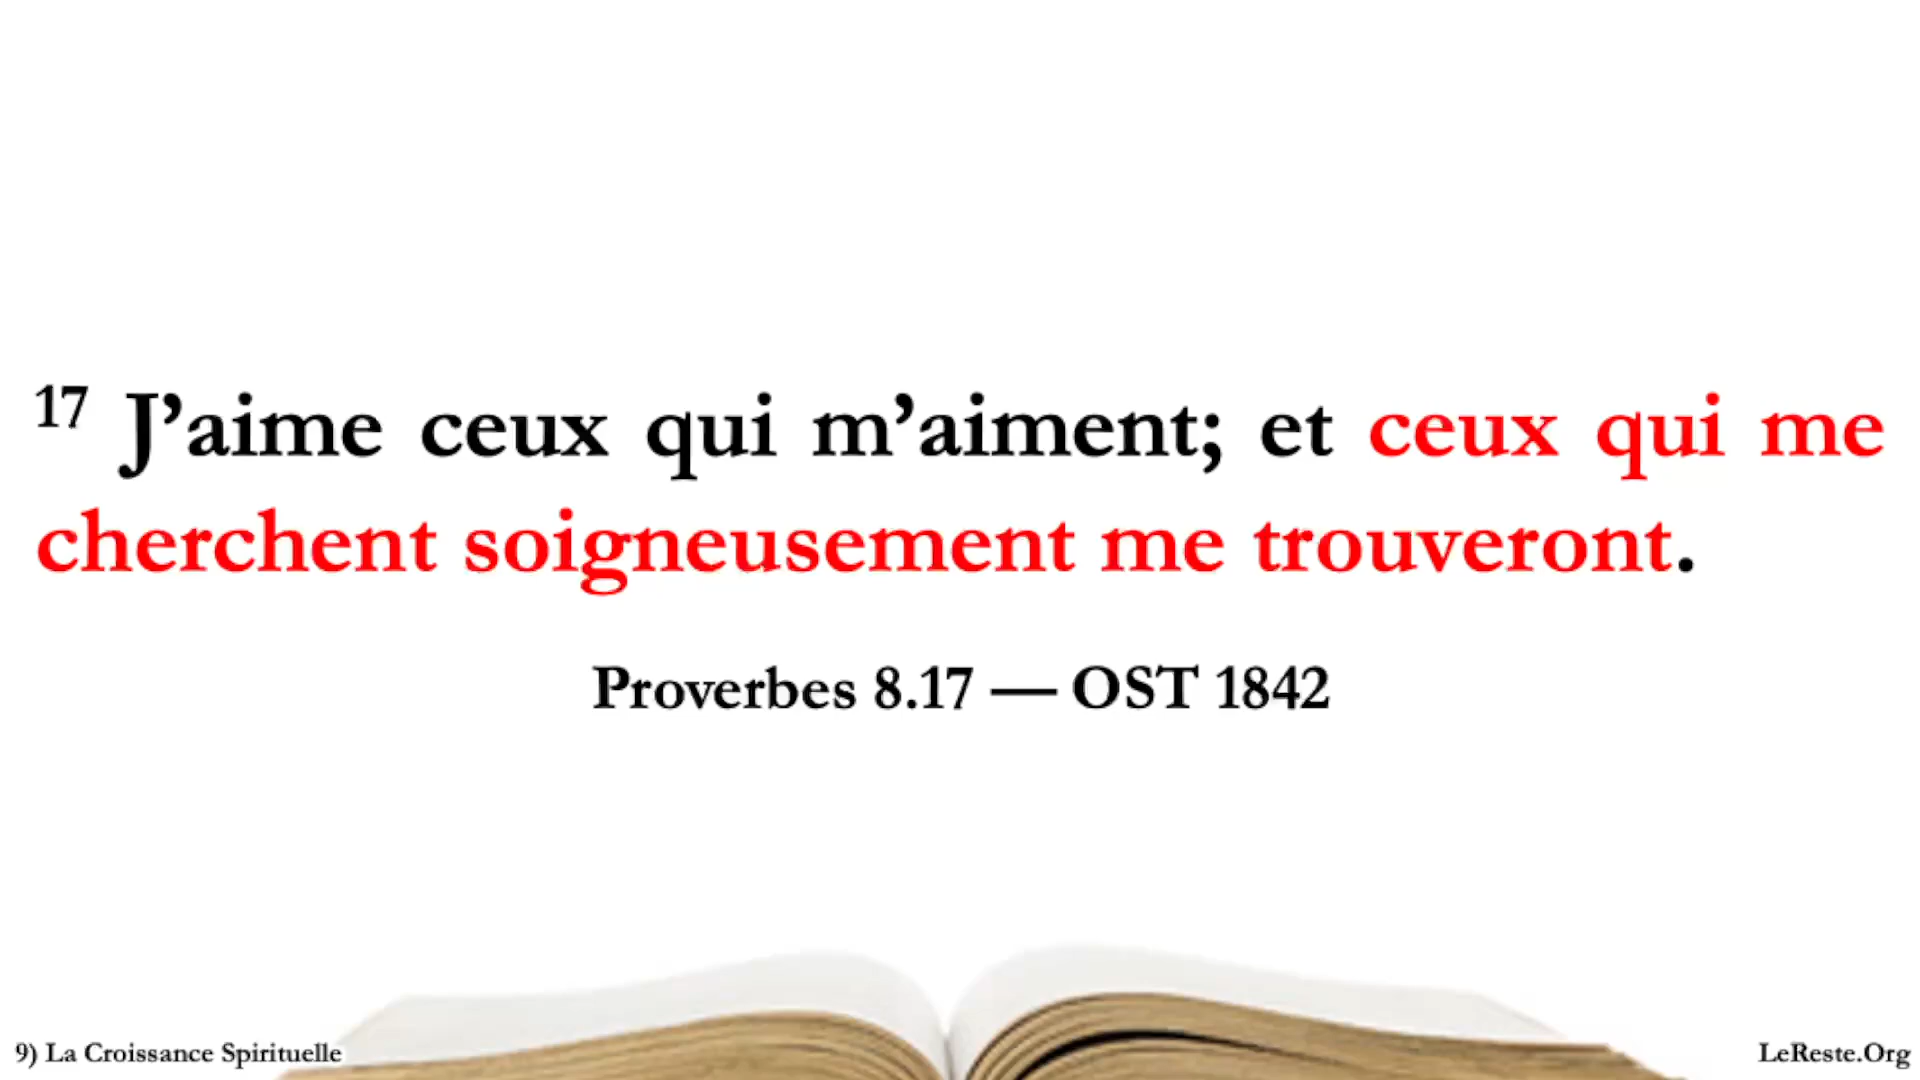 17 J’aime ceux qui m’aiment; et ceux qui me
cherchent soigneusement me trouveront.
Proverbes 8.17 — OST 1842
9) La Croissance Spirituelle
LeReste.Org